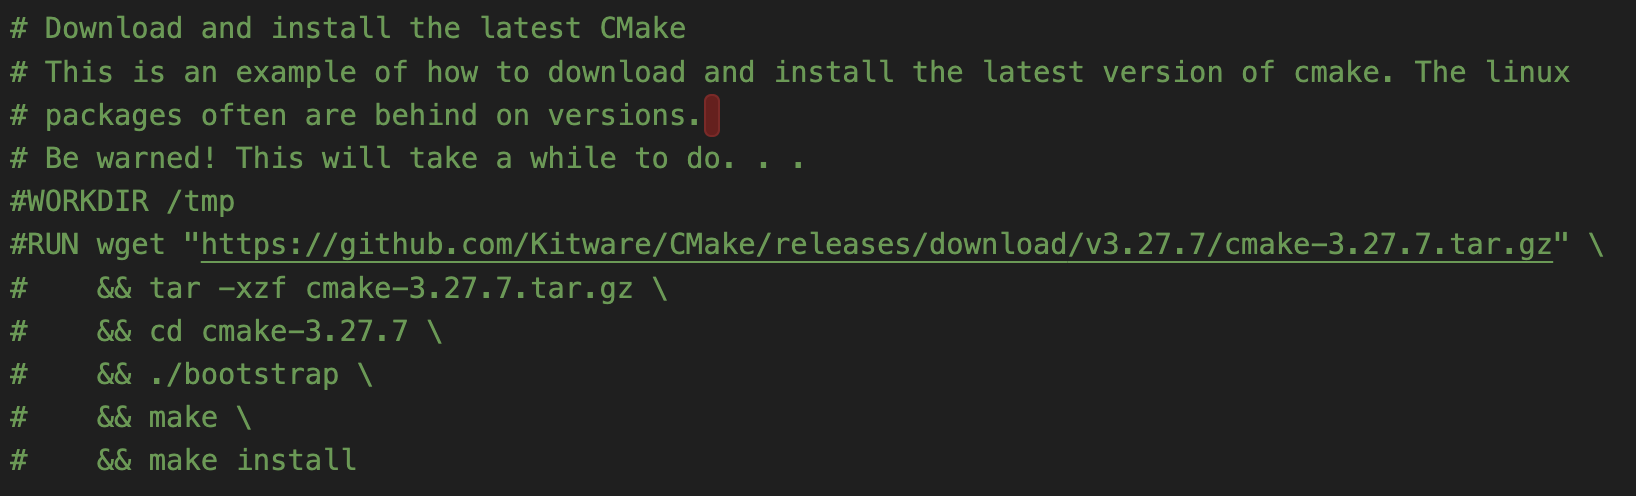 # Download and install the latest CMake
# This is an example of how to download and install the latest version of cmake. The linux
# packages often are behind on versions.
# Be warned! This will take a while to do. . .
#WORKDIR /tmp
#RUN wget "https://github.com/Kitware/CMake/releases/download/v3.27.7/cmake-3.27.7.tar.gz" \
#    && tar -xzf cmake-3.27.7.tar.gz \
#    && cd cmake-3.27.7 \
#    && ./bootstrap \
#    && make \
#    && make install